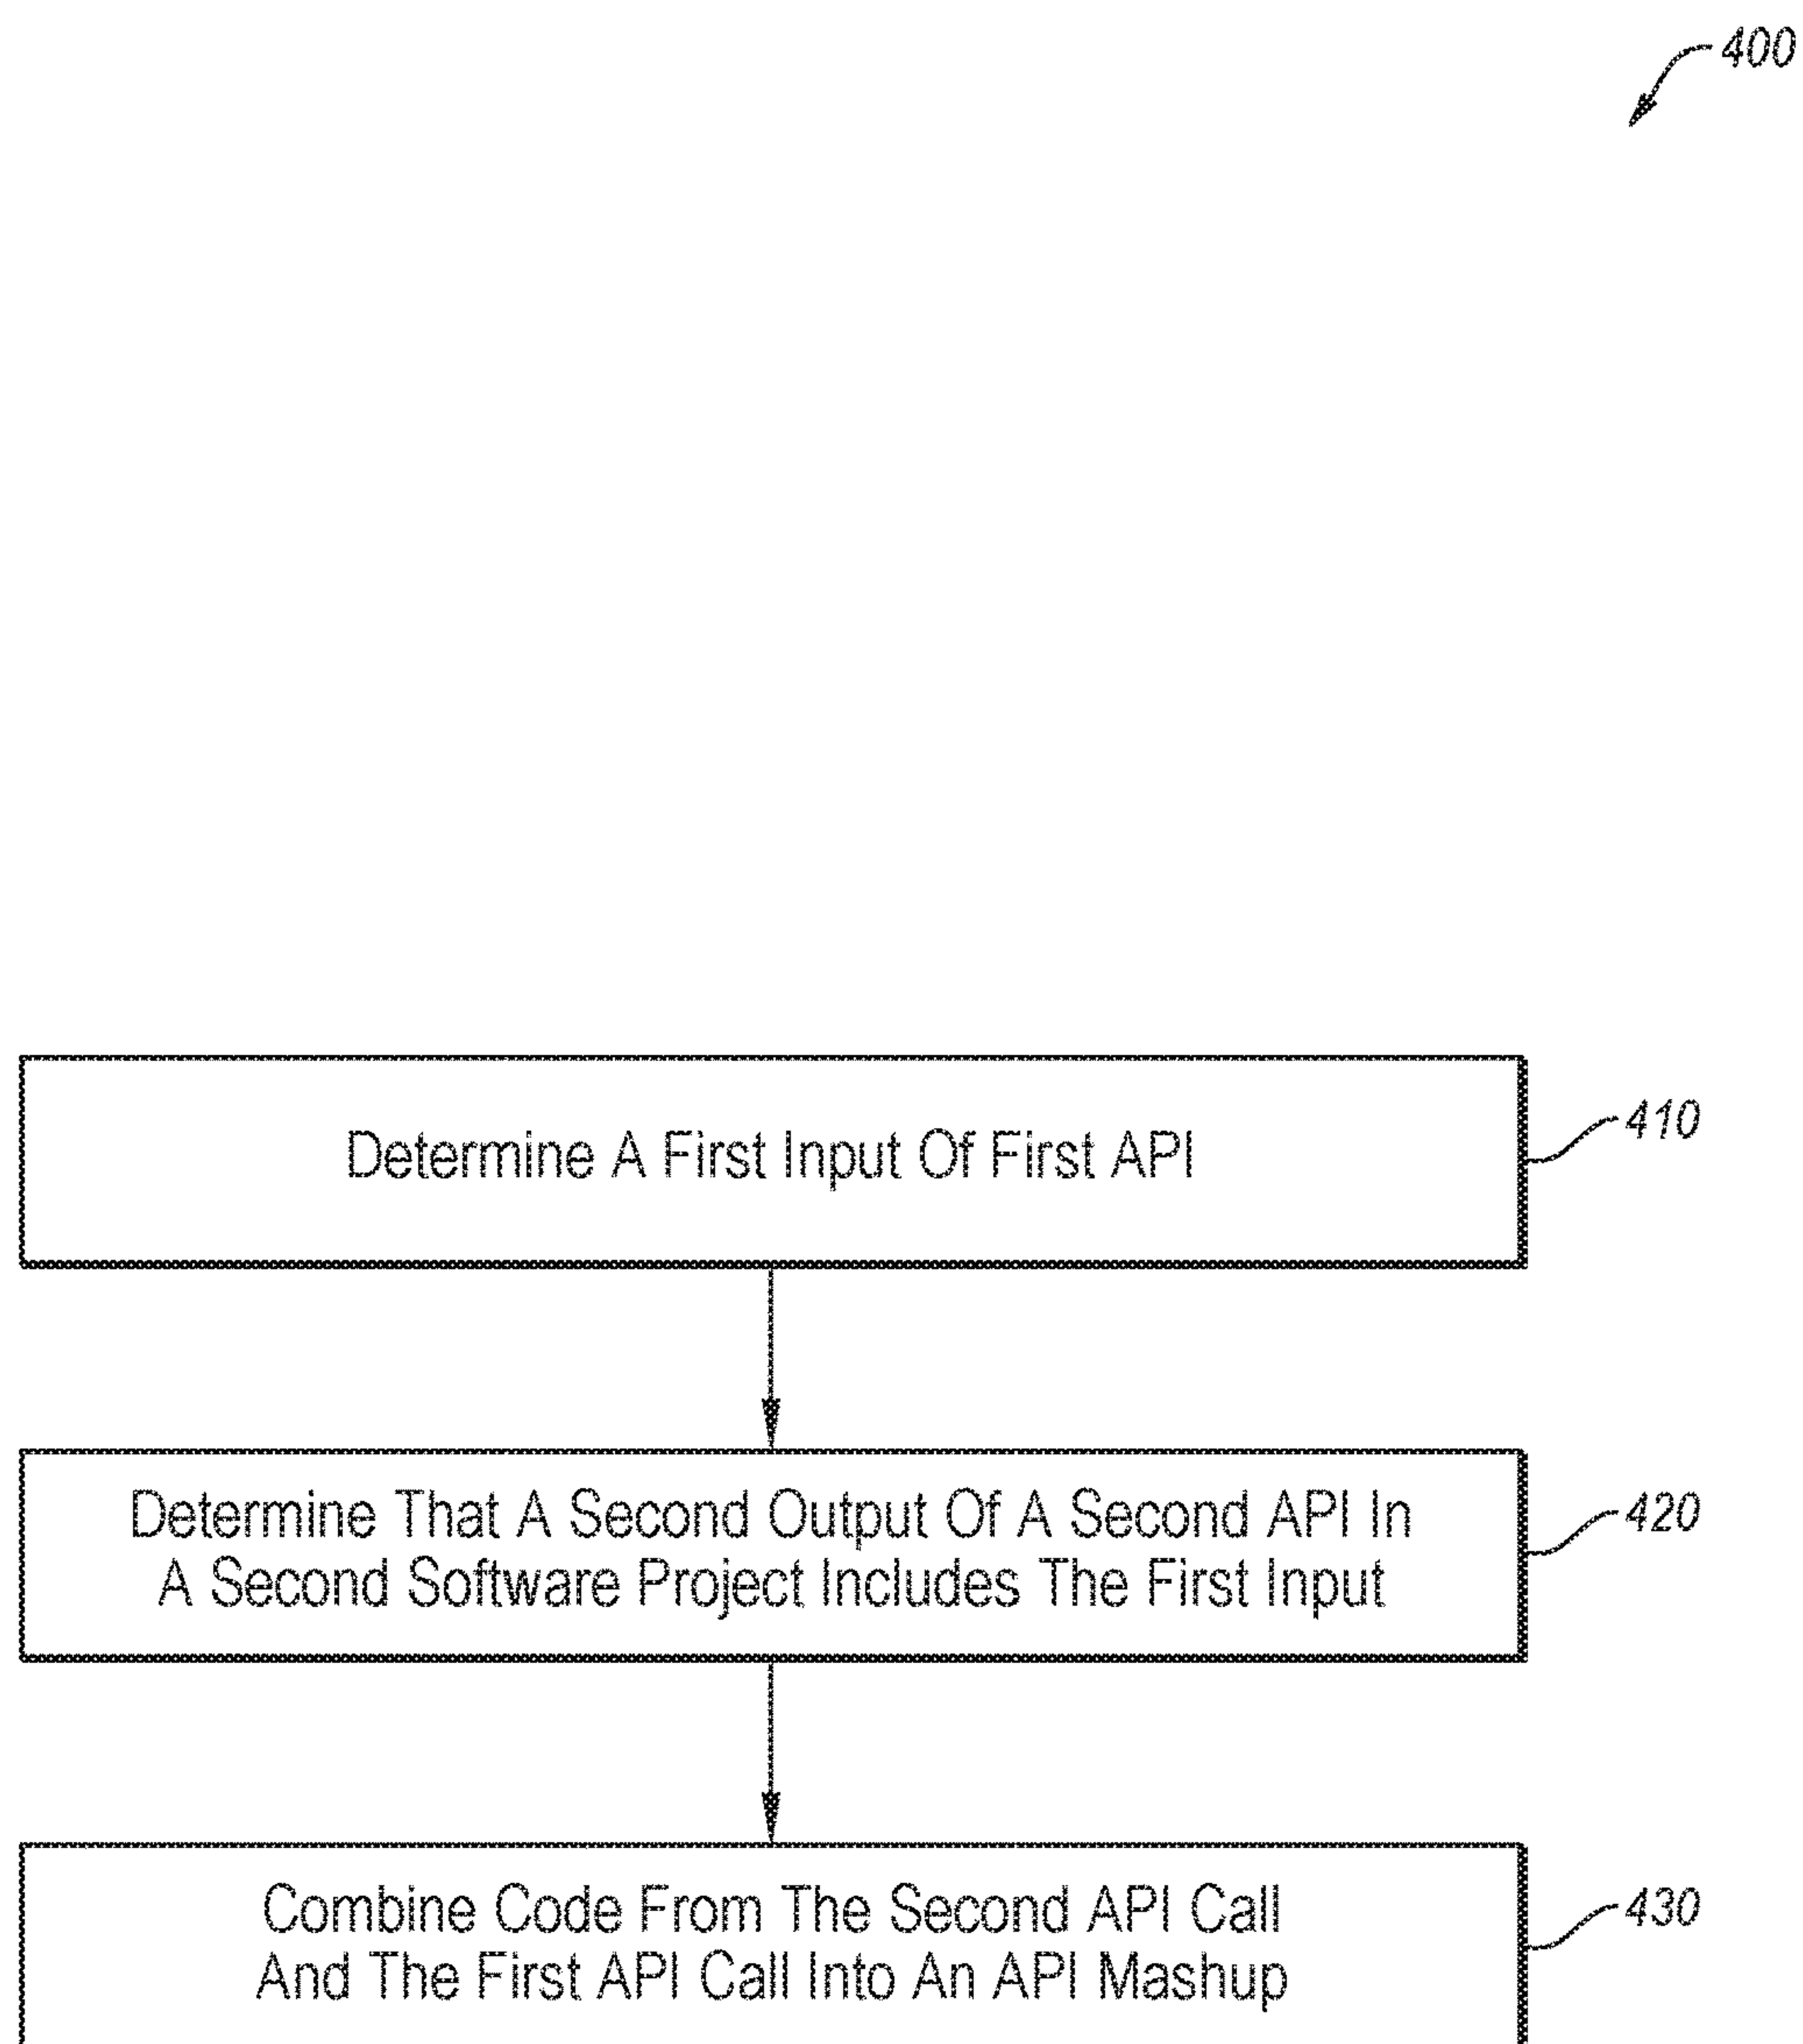 400
Determine A First Input Of First API
410
Determine That A Second Output Of A Second API In
A Second Software Project Includes The First Input
420
Combine Code From The Second API Call
And The First API Call Into An API Mashup
430